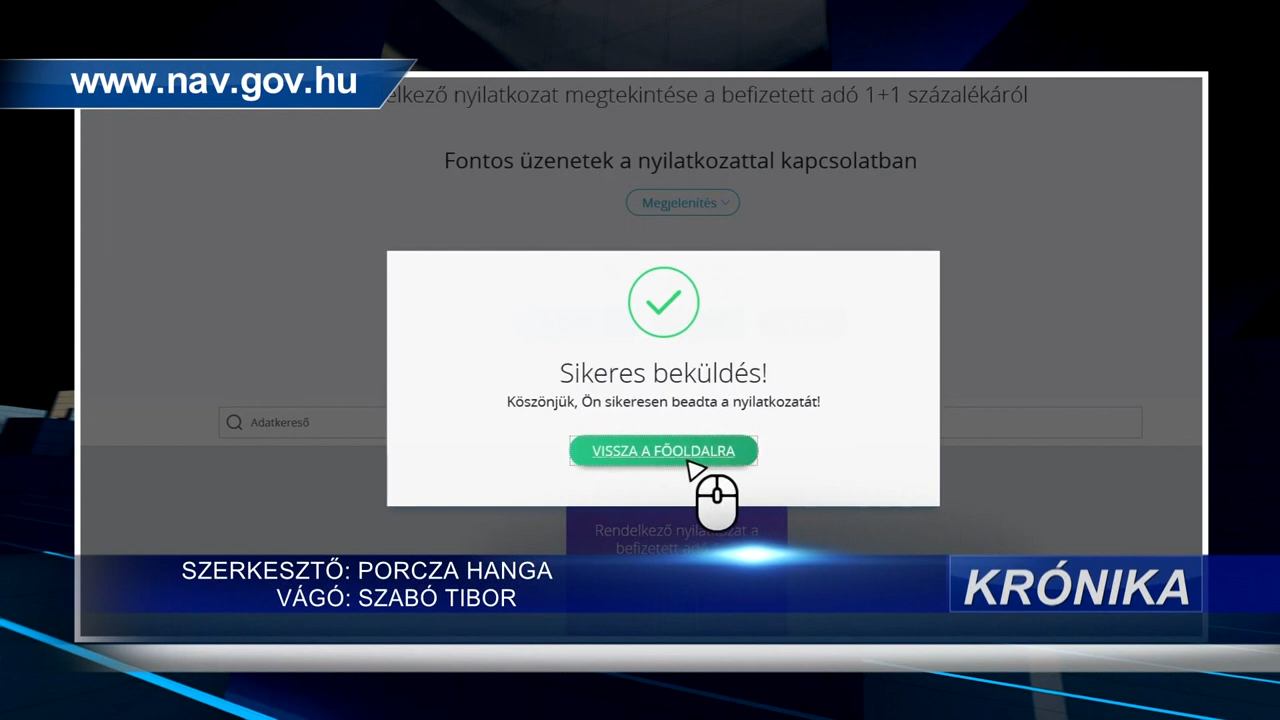 www.nav.gov.hu
elkező nyilatkozat megtekintése a befizetett adó 1+1 százalékáról
Fontos üzenetek a nyilatkozattal kapcsolatban
Megjelenítés
Sikeres beküldés!
Köszönjük, Ön sikeresen beadta a nyilatkozatát!
Adatkereső
VISSZA A FŐOLDALRA
Rendelkező nyilatkozat a
befizetett adó
SZERKESZTŐ: PORCZA HANGA
VÁGÓ: SZABÓ TIBOR
KRÓNIKA